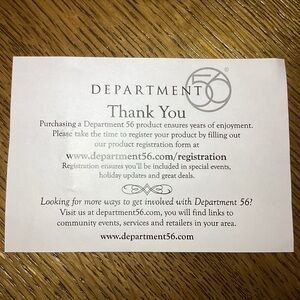 DEPARTMENT 56®
Thank You
Purchasing a Department 56 product ensures years of enjoyment.
Please take the time to register your product by filling out
our product registration form at
www.department56.com/registration
Registration ensures you'll be included in special events,
holiday updates and great deals.
Looking for more ways to get involved with Department 56?
Visit us at department56.com, you will find links to
community events, services and retailers in your area.
www.department56.com